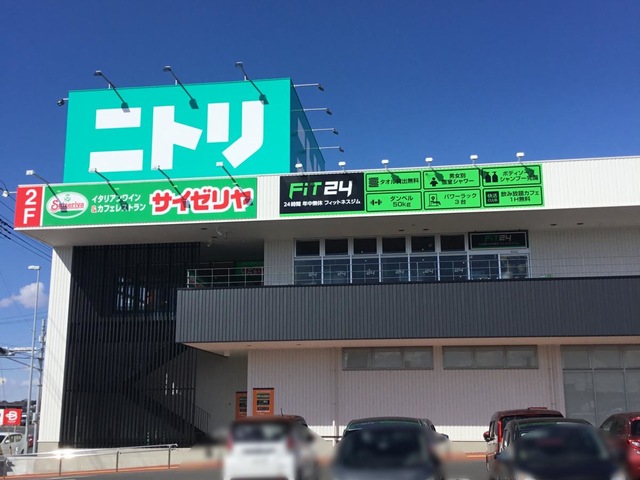 ニトリ
2F
Saizeriya
イタリアンワイン
&カフェレストラン
サイゼリヤ
FiT24
24時間 年中無休 フィットネスジム
タオル貸出無料
男女別
個室シャワー
ボディソープ
シャンプー完備
ダンベル
50kg
パワーラック
3台
飲み放題カフェ
1H無料
FiT24